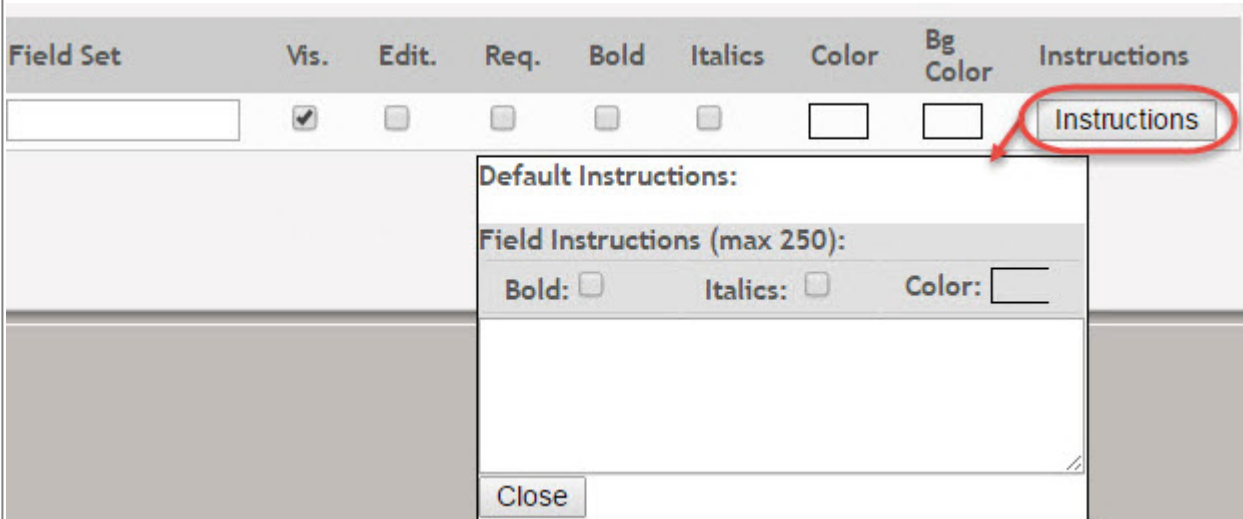 Field Set Vis. Edit. Req. Bold Italics Color Bg Color Instructions
Instructions
Default Instructions:
Field Instructions (max 250):
Bold: Italics: Color:
Close